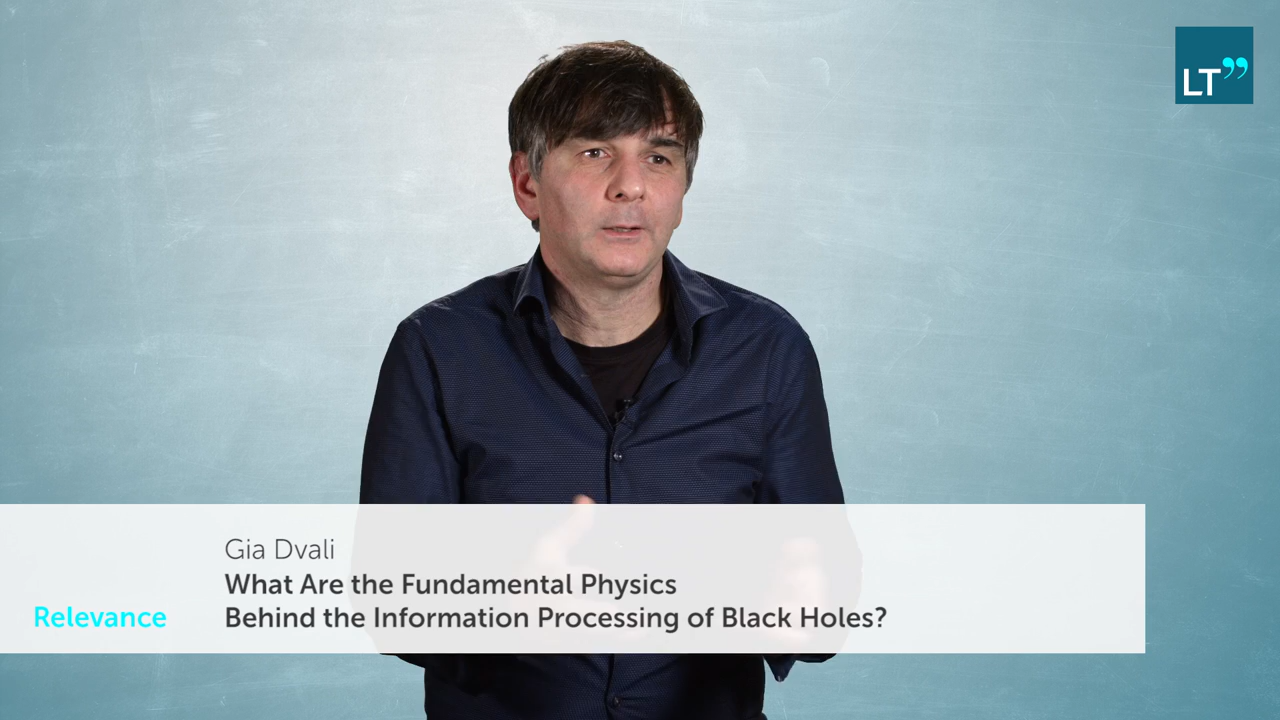 LT”
Gia Dvali
What Are the Fundamental Physics
Behind the Information Processing of Black Holes?
Relevance